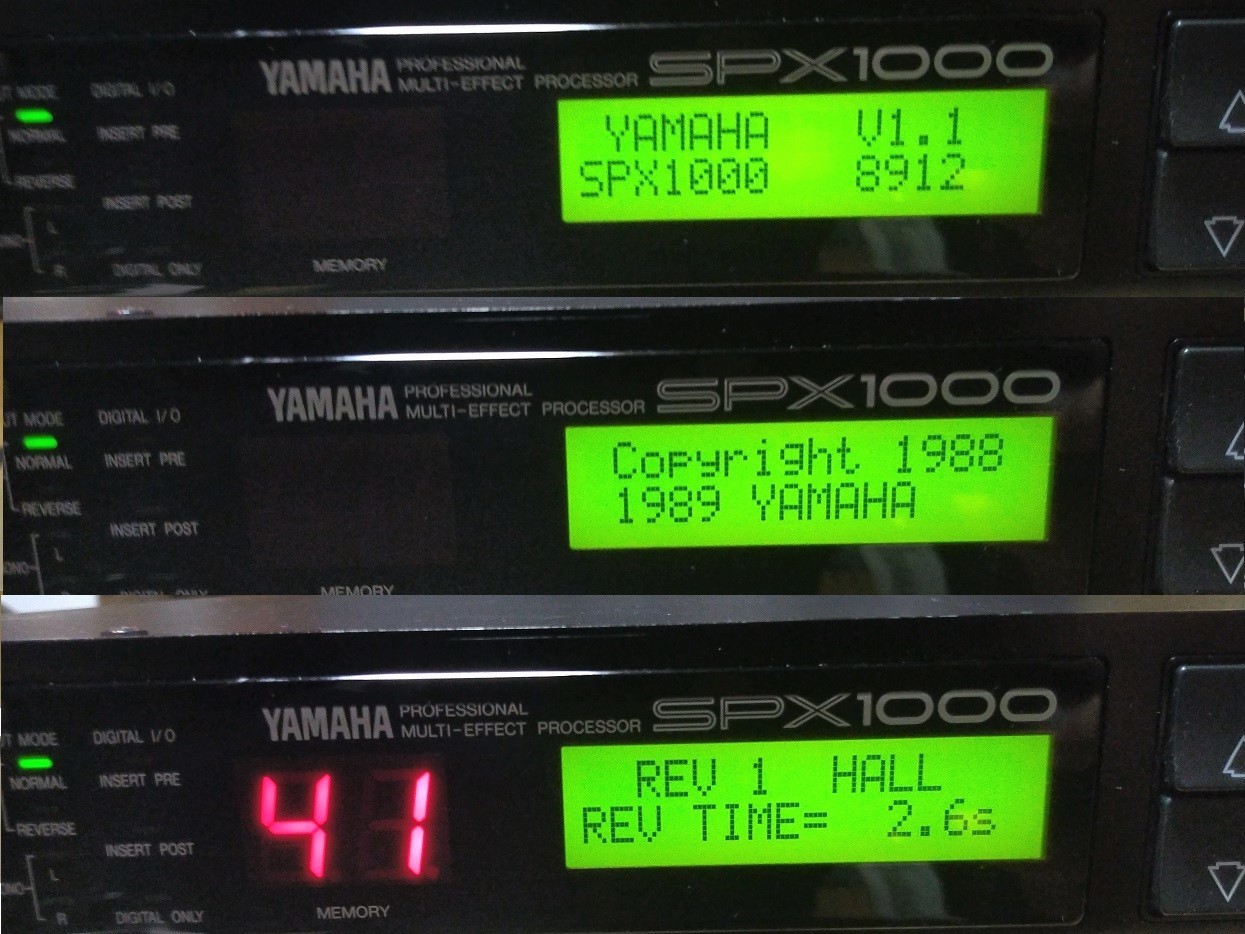 YAMAHA PROFESSIONAL MULTI-EFFECT PROCESSOR SPX1000
MODE
DIGITAL I/O
NORMAL
INSERT PRE
REVERSE
INSERT POST
L
R
DIGITAL ONLY
MEMORY
YAMAHA V1.1
SPX1000 8912
YAMAHA PROFESSIONAL MULTI-EFFECT PROCESSOR SPX1000
MODE
DIGITAL I/O
NORMAL
INSERT PRE
REVERSE
INSERT POST
L
DIGITAL ONLY
MEMORY
Copyright 1988
1989 YAMAHA
YAMAHA PROFESSIONAL MULTI-EFFECT PROCESSOR SPX1000
MODE
DIGITAL I/O
NORMAL
INSERT PRE
REVERSE
INSERT POST
L
R
DIGITAL ONLY
41
MEMORY
REV 1 HALL
REV TIME= 2.6s